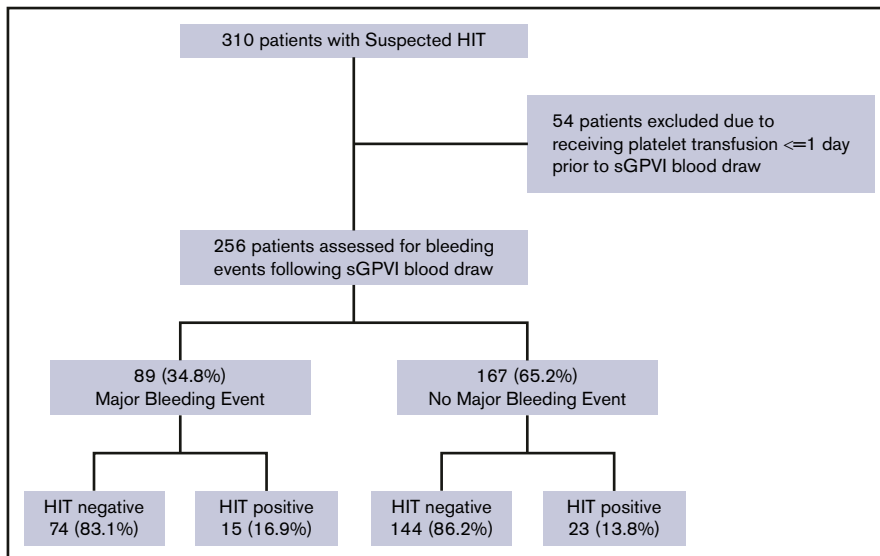 310 patients with Suspected HIT
54 patients excluded due to
receiving platelet transfusion <=1 day
prior to sGPVI blood draw
256 patients assessed for bleeding
events following sGPVI blood draw
89 (34.8%)
Major Bleeding Event
167 (65.2%)
No Major Bleeding Event
HIT negative
74 (83.1%)
HIT positive
15 (16.9%)
HIT negative
144 (86.2%)
HIT positive
23 (13.8%)